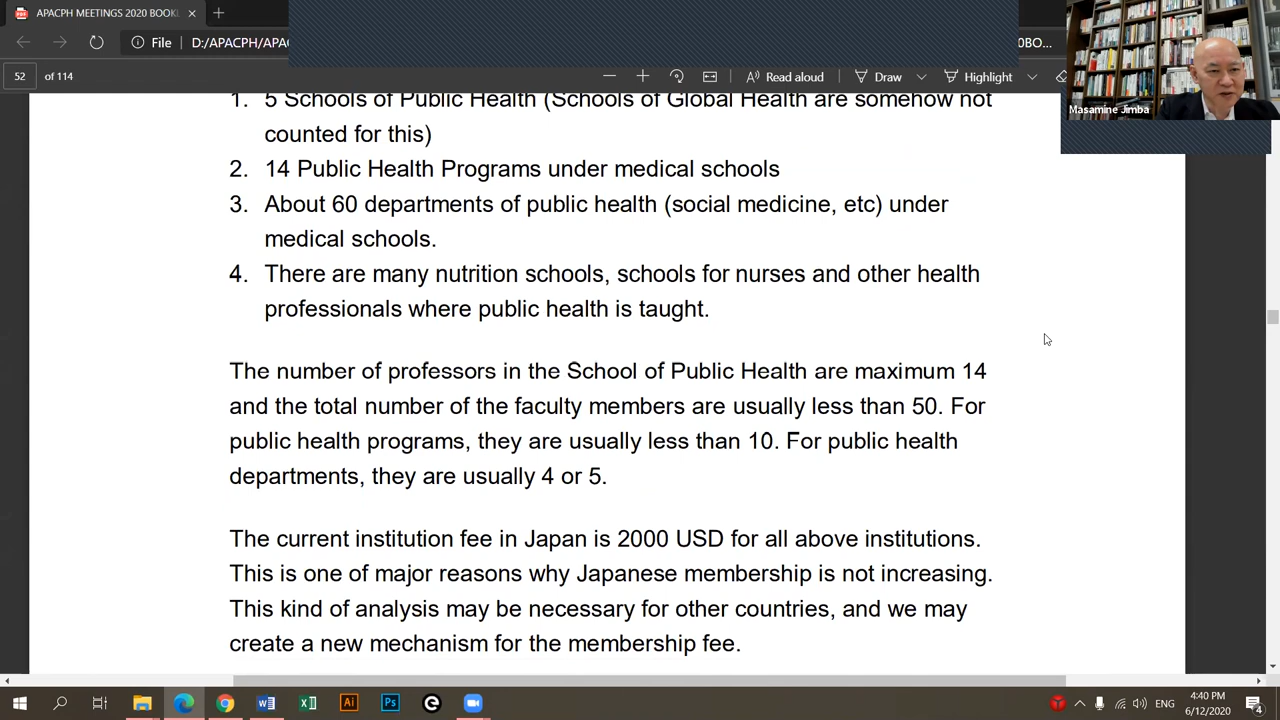 APACPH MEETINGS 2020 BOOKL
File
D:/APACPH/APAC
0BO...
52
of 114
Read aloud
Draw
Highlight
Masamine Jimba
1. 5 Schools of Public Health (Schools of Global Health are somehow not
counted for this)
2. 14 Public Health Programs under medical schools
3. About 60 departments of public health (social medicine, etc) under
medical schools.
4. There are many nutrition schools, schools for nurses and other health
professionals where public health is taught.
The number of professors in the School of Public Health are maximum 14
and the total number of the faculty members are usually less than 50. For
public health programs, they are usually less than 10. For public health
departments, they are usually 4 or 5.
The current institution fee in Japan is 2000 USD for all above institutions.
This is one of major reasons why Japanese membership is not increasing.
This kind of analysis may be necessary for other countries, and we may
create a new mechanism for the membership fee.
Ai
Ps
ENG
4:40 PM
6/12/2020
4